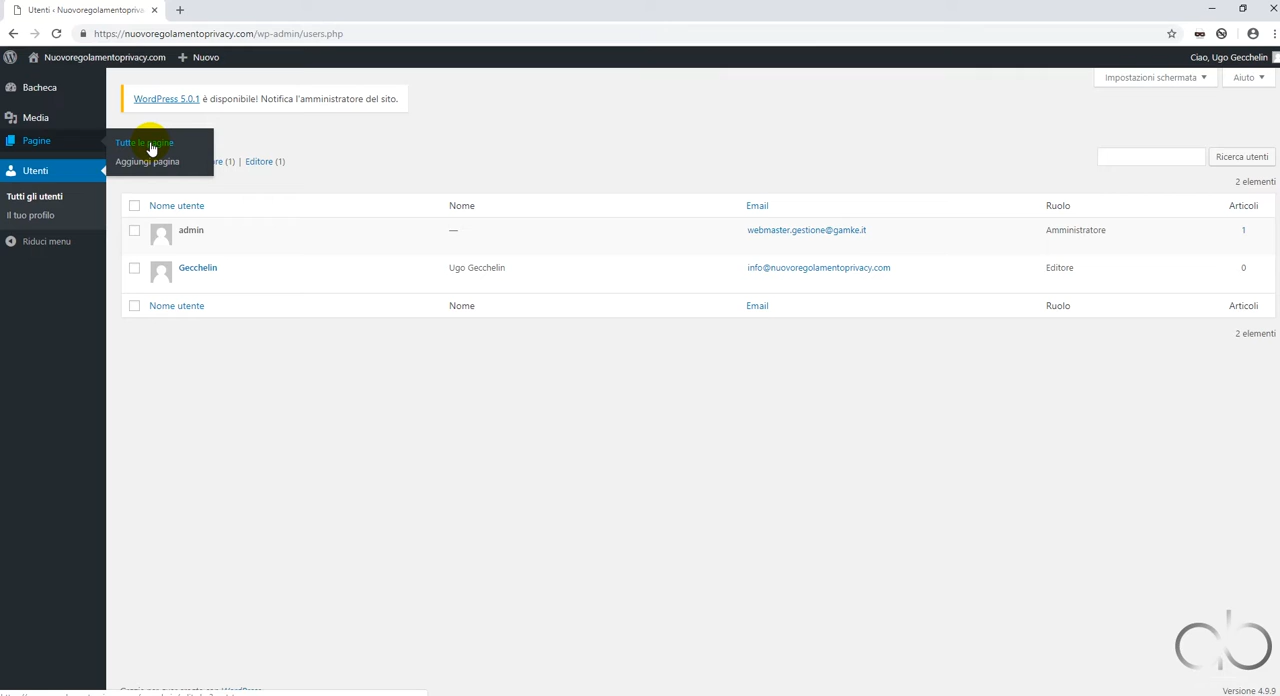 Utenti ‹ Nuovoregolamentopriva
https://nuovoregolamentoprivacy.com/wp-admin/users.php
Nuovoregolamentoprivacy.com
Nuovo
Ciao, Ugo Gecchelin
Bacheca
Media
Pagine
Utenti
Tutti gli utenti
Il tuo profilo
Riduci menu
Tutte le pagine
Aggiungi pagina
Impostazioni schermata
Aiuto
WordPress 5.0.1 è disponibile! Notifica l'amministratore del sito.
(1) | Editore (1)
Ricerca utenti
2 elementi
Nome utente Nome Email Ruolo Articoli
admin — webmaster.gestione@gamke.it Amministratore 1
Gecchelin Ugo Gecchelin info@nuovoregolamentoprivacy.com Editore 0
Nome utente Nome Email Ruolo Articoli
2 elementi
Versione 4.9.9